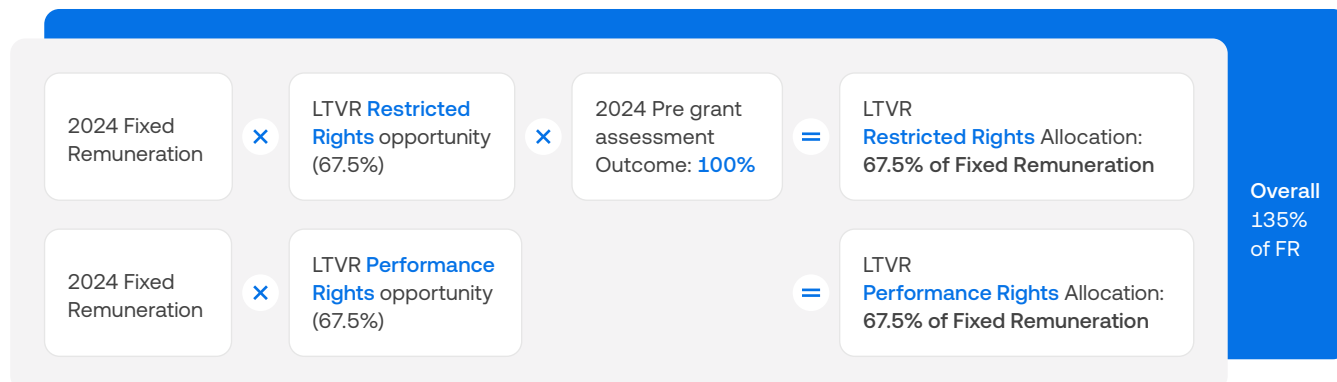 2024 Fixed
Remuneration
×
LTVR Restricted
Rights opportunity
(67.5%)
×
2024 Pre grant
assessment
Outcome: 100%
=
LTVR
Restricted Rights Allocation:
67.5% of Fixed Remuneration
2024 Fixed
Remuneration
×
LTVR Performance
Rights opportunity
(67.5%)
=
LTVR
Performance Rights Allocation:
67.5% of Fixed Remuneration
Overall
135%
of FR